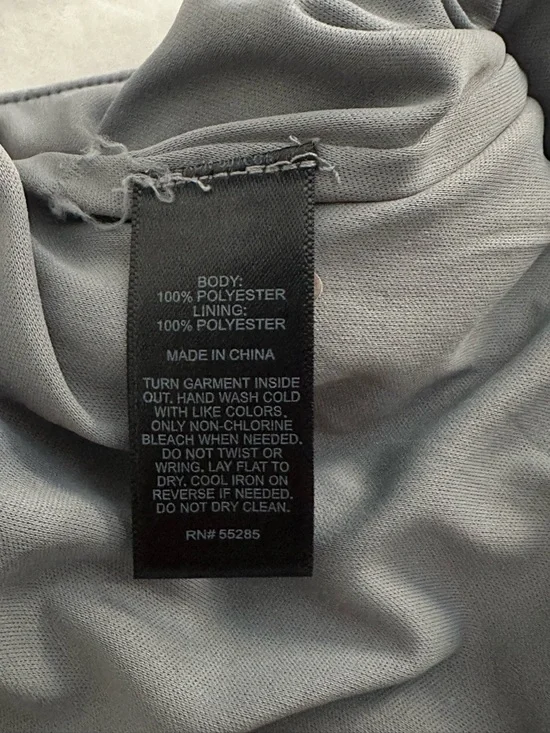 BODY:
100% POLYESTER
LINING:
100% POLYESTER
MADE IN CHINA
TURN GARMENT INSIDE
OUT. HAND WASH COLD
WITH LIKE COLORS.
ONLY NON-CHLORINE
BLEACH WHEN NEEDED.
DO NOT TWIST OR
WRING. LAY FLAT TO
DRY. COOL IRON ON
REVERSE IF NEEDED.
DO NOT DRY CLEAN.
RN# 55285